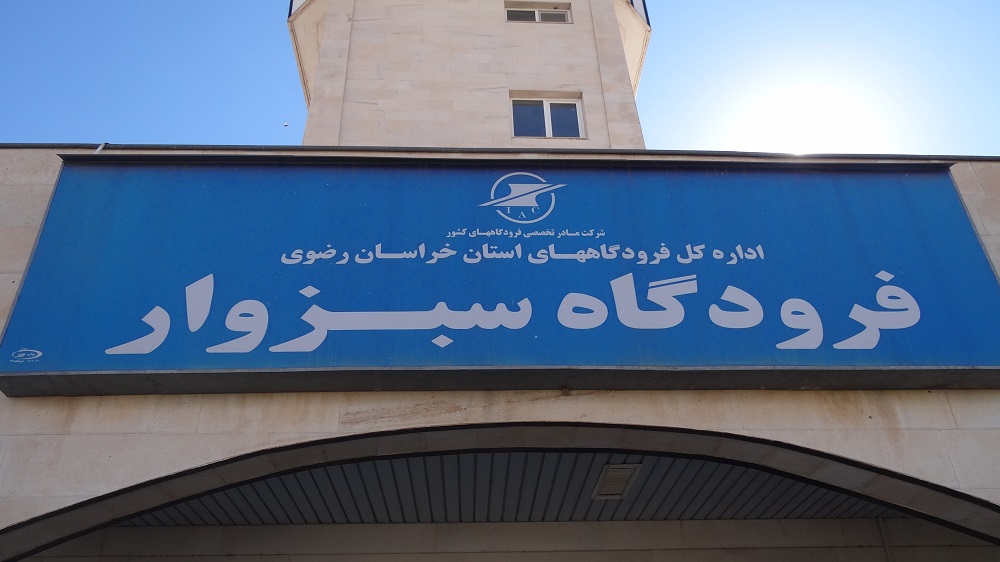 IAC
شرکت مادر تخصصی فرودگاههای کشور
اداره کل فرودگاههای استان خراسان رضوی
فرودگاه سبزوار